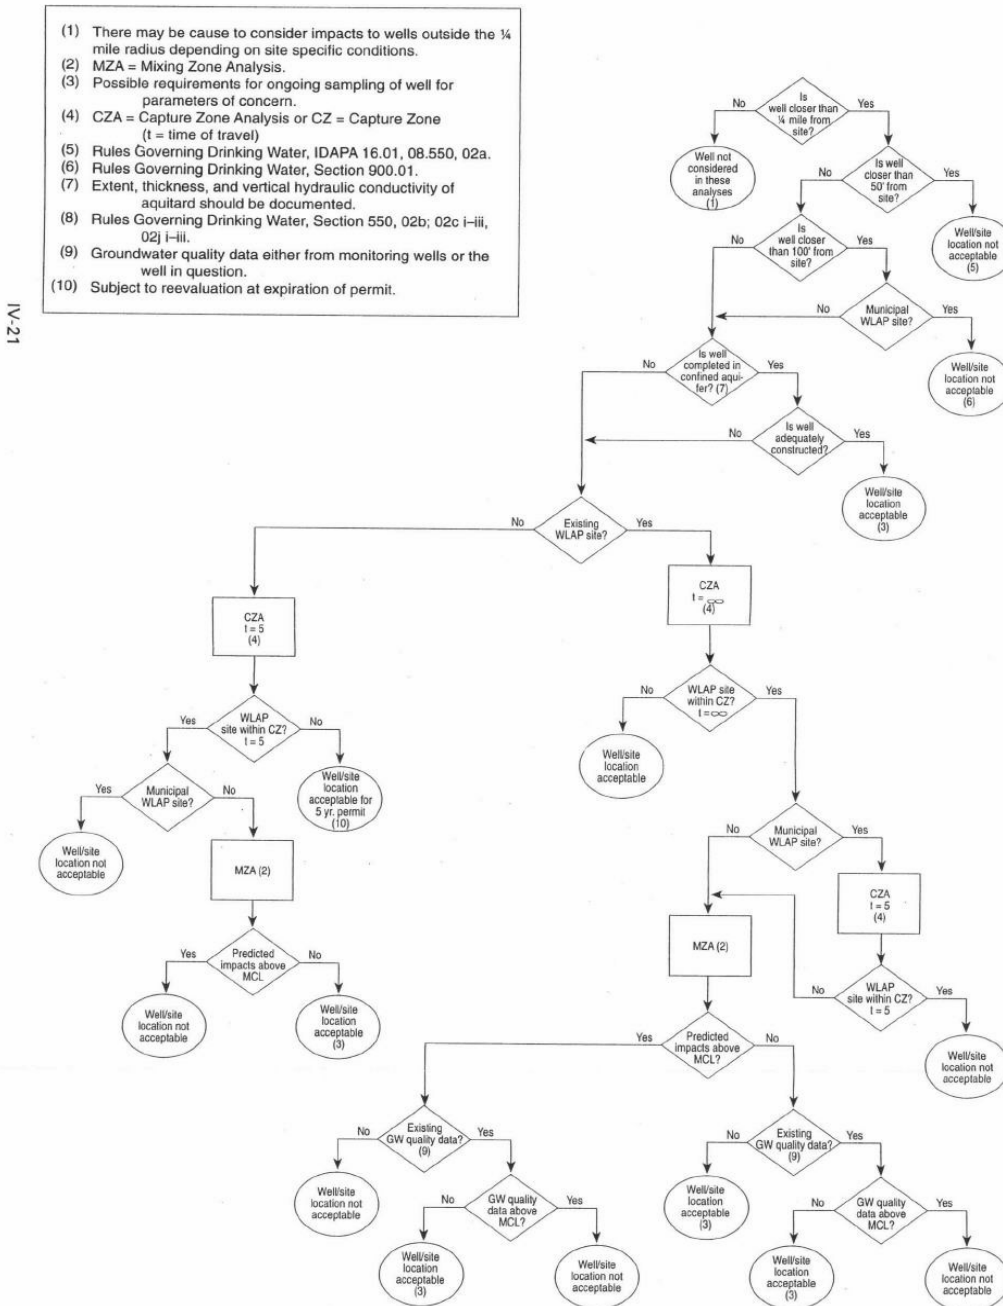 (1) There may be cause to consider impacts to wells outside the ¼
mile radius depending on site specific conditions.
(2) MZA = Mixing Zone Analysis.
(3) Possible requirements for ongoing sampling of well for
parameters of concern.
(4) CZA = Capture Zone Analysis or CZ = Capture Zone
(t = time of travel)
(5) Rules Governing Drinking Water, IDAPA 16.01, 08.550, 02a.
(6) Rules Governing Drinking Water, Section 900.01.
(7) Extent, thickness, and vertical hydraulic conductivity of
aquitard should be documented.
(8) Rules Governing Drinking Water, Section 550, 02b; 02c i–iii,
02j i–iii.
(9) Groundwater quality data either from monitoring wells or the
well in question.
(10) Subject to reevaluation at expiration of permit.
IV-21
No
Is
well closer than
¼ mile from
site?
Yes
Well not
considered
in these
analyses
(1)
No
Is well
closer than
50' from
site?
Yes
Well/site
location not
acceptable
(5)
No
Is
well closer
than 100' from
site?
Yes
No
Municipal
WLAP site?
Yes
Well/site
location not
acceptable
(6)
No
Is well
completed in
confined aqui-
fer? (7)
Yes
No
Is well
adequately
constructed?
Yes
Well/site
location
acceptable
(3)
No
Existing
WLAP site?
Yes
CZA
t = 5
(4)
CZA
t = ∞
(4)
Yes
WLAP
site within CZ?
t = 5
No
Well/site
location
acceptable for
5 yr. permit
(10)
No
WLAP site
within CZ?
t = ∞
Yes
Well/site
location
acceptable
Yes
Municipal
WLAP site?
No
Well/site
location not
acceptable
MZA (2)
Yes
Predicted
impacts above
MCL
No
Well/site
location not
acceptable
Well/site
location
acceptable
(3)
No
Municipal
WLAP site?
Yes
CZA
t = 5
(4)
MZA (2)
No
WLAP
site within CZ?
t = 5
Yes
Well/site
location not
acceptable
Yes
Predicted
impacts above
MCL?
No
No
Existing
GW quality data?
(9)
Yes
Well/site
location not
acceptable
No
GW quality
data above
MCL?
Yes
Well/site
location
acceptable
(3)
Well/site
location not
acceptable
No
Existing
GW quality data?
(9)
Yes
Well/site
location
acceptable
(3)
No
GW quality
data above
MCL?
Yes
Well/site
location
acceptable
(3)
Well/site
location not
acceptable